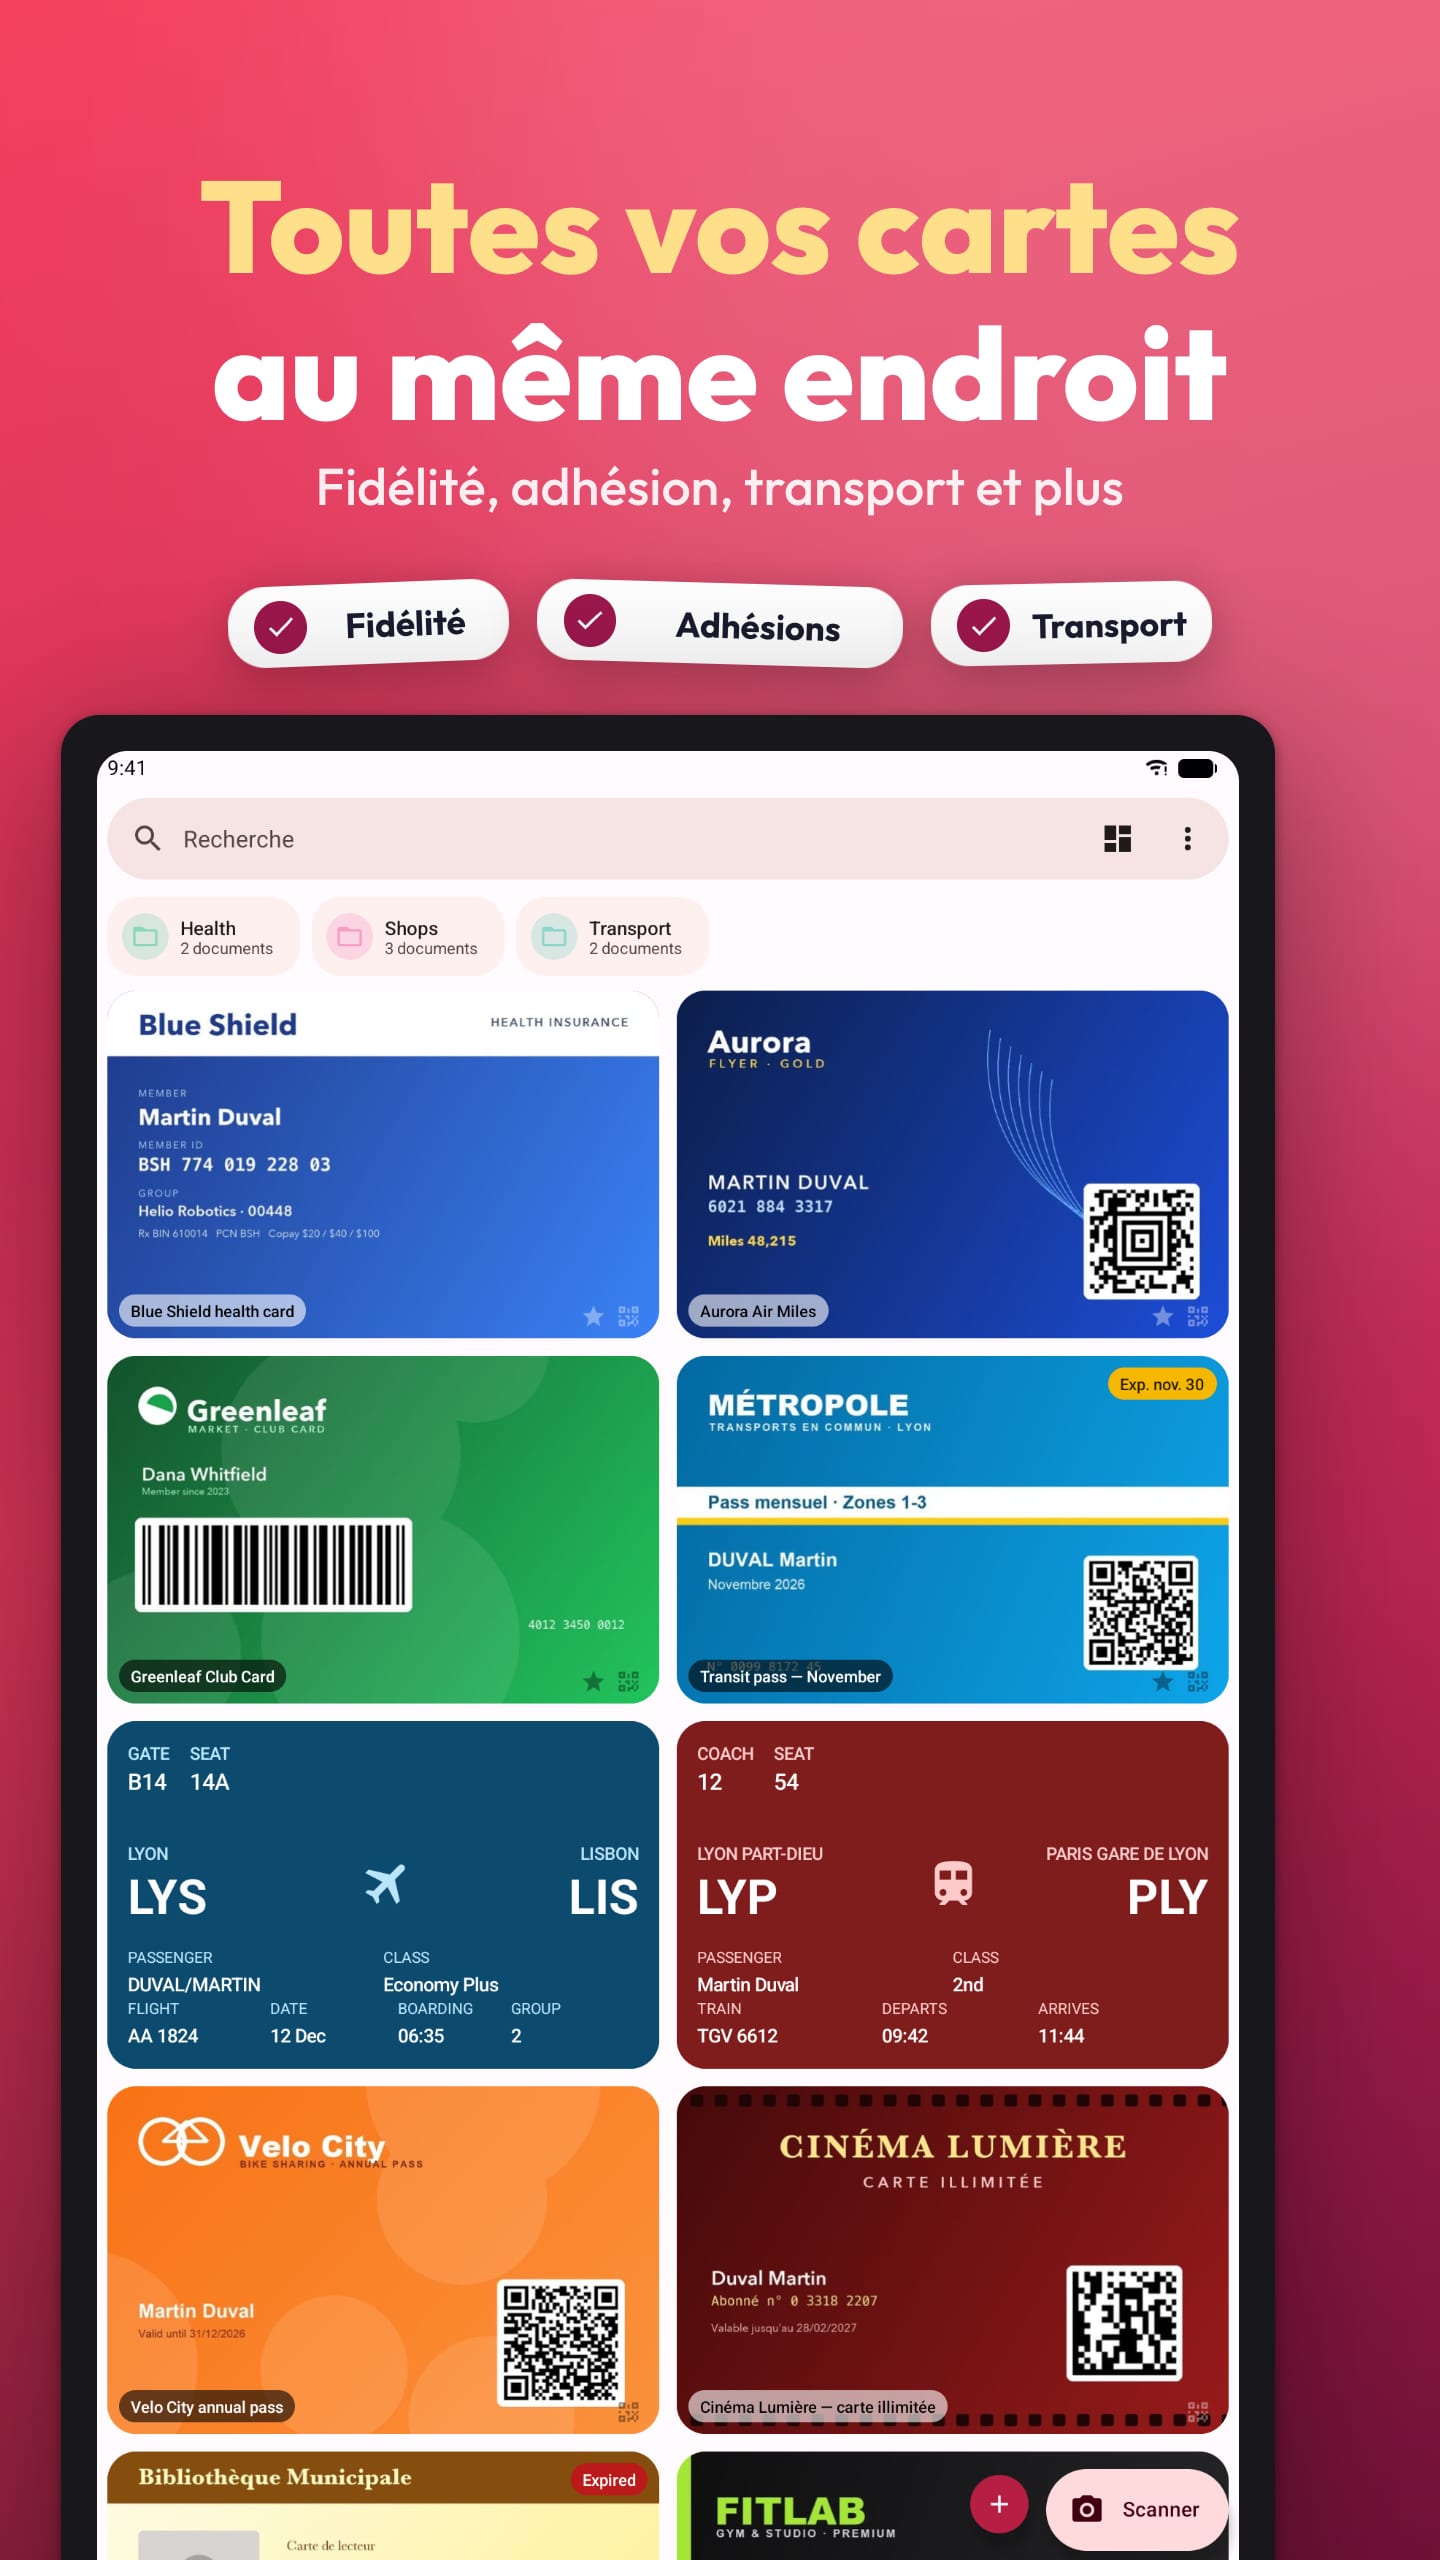 Toutes vos cartes
au même endroit
Fidélité, adhésion, transport et plus
Fidélité
Adhésions
Transport
9:41
Recherche
Health
2 documents
Shops
3 documents
Transport
2 documents
Blue Shield
HEALTH INSURANCE
MEMBER
Martin Duval
MEMBER ID
BSH 774 019 228 03
GROUP
Helio Robotics · 00448
Rx BIN 610014 PCN BSH Copay $20 / $40 / $100
Blue Shield health card
Aurora
FLYER · GOLD
MARTIN DUVAL
6021 884 3317
Miles 48,215
Aurora Air Miles
Greenleaf
MARKET · CLUB CARD
Dana Whitfield
Member since 2023
4012 3450 0012
Greenleaf Club Card
Exp. nov. 30
MÉTROPOLE
TRANSPORTS EN COMMUN · LYON
Pass mensuel · Zones 1-3
DUVAL Martin
Novembre 2026
N° 0099 8172 45
Transit pass — November
GATE SEAT
B14 14A
LYON LISBON
LYS LIS
PASSENGER CLASS
DUVAL/MARTIN Economy Plus
FLIGHT DATE BOARDING GROUP
AA 1824 12 Dec 06:35 2
COACH SEAT
12 54
LYON PART-DIEU PARIS GARE DE LYON
LYP PLY
PASSENGER CLASS
Martin Duval 2nd
TRAIN DEPARTS ARRIVES
TGV 6612 09:42 11:44
Velo City
BIKE SHARING · ANNUAL PASS
Martin Duval
Valid until 31/12/2026
Velo City annual pass
CINÉMA LUMIÈRE
CARTE ILLIMITÉE
Duval Martin
Abonné n° 0 3318 2207
Valable jusqu'au 28/02/2027
Cinéma Lumière — carte illimitée
Bibliothèque Municipale
Expired
Carte de lecteur
FITLAB
GYM & STUDIO · PREMIUM
Scanner